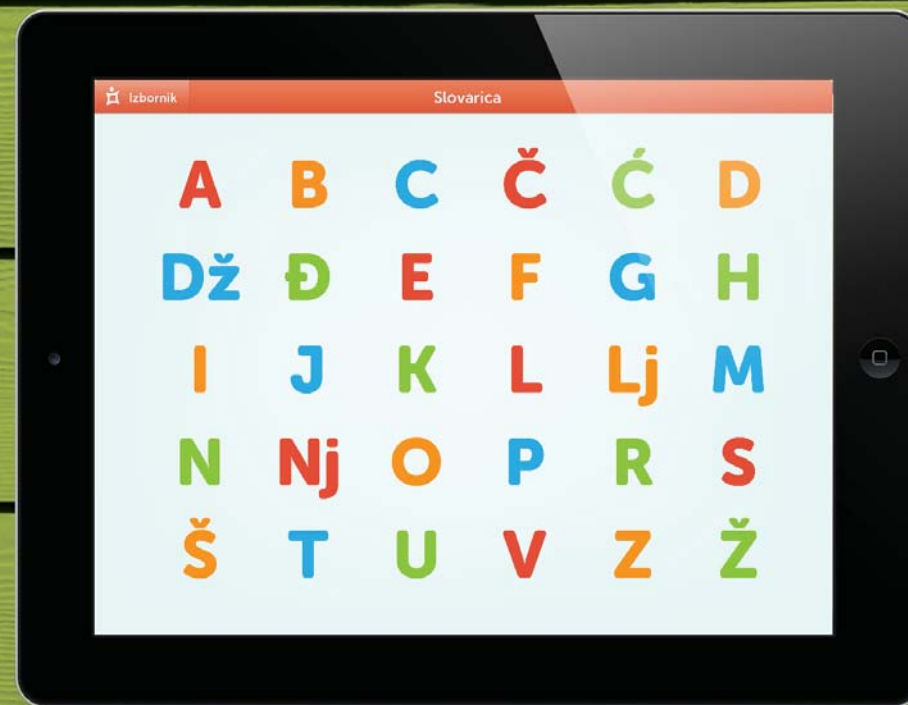 Izbornik Slovarica
A B C Č Ć D
Dž Đ E F G H
I J K L Lj M
N Nj O P R S
Š T U V Z Ž